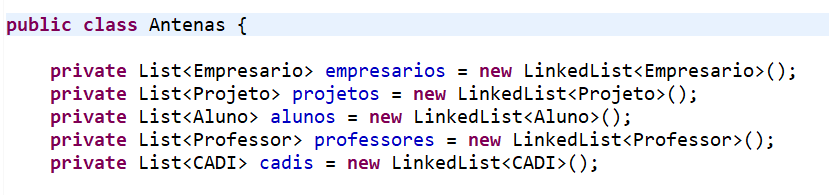 public class Antenas {
private List<Empresario> empresarios = new LinkedList<Empresario>();
private List<Projeto> projetos = new LinkedList<Projeto>();
private List<Aluno> alunos = new LinkedList<Aluno>();
private List<Professor> professores = new LinkedList<Professor>();
private List<CADI> cadis = new LinkedList<CADI>();